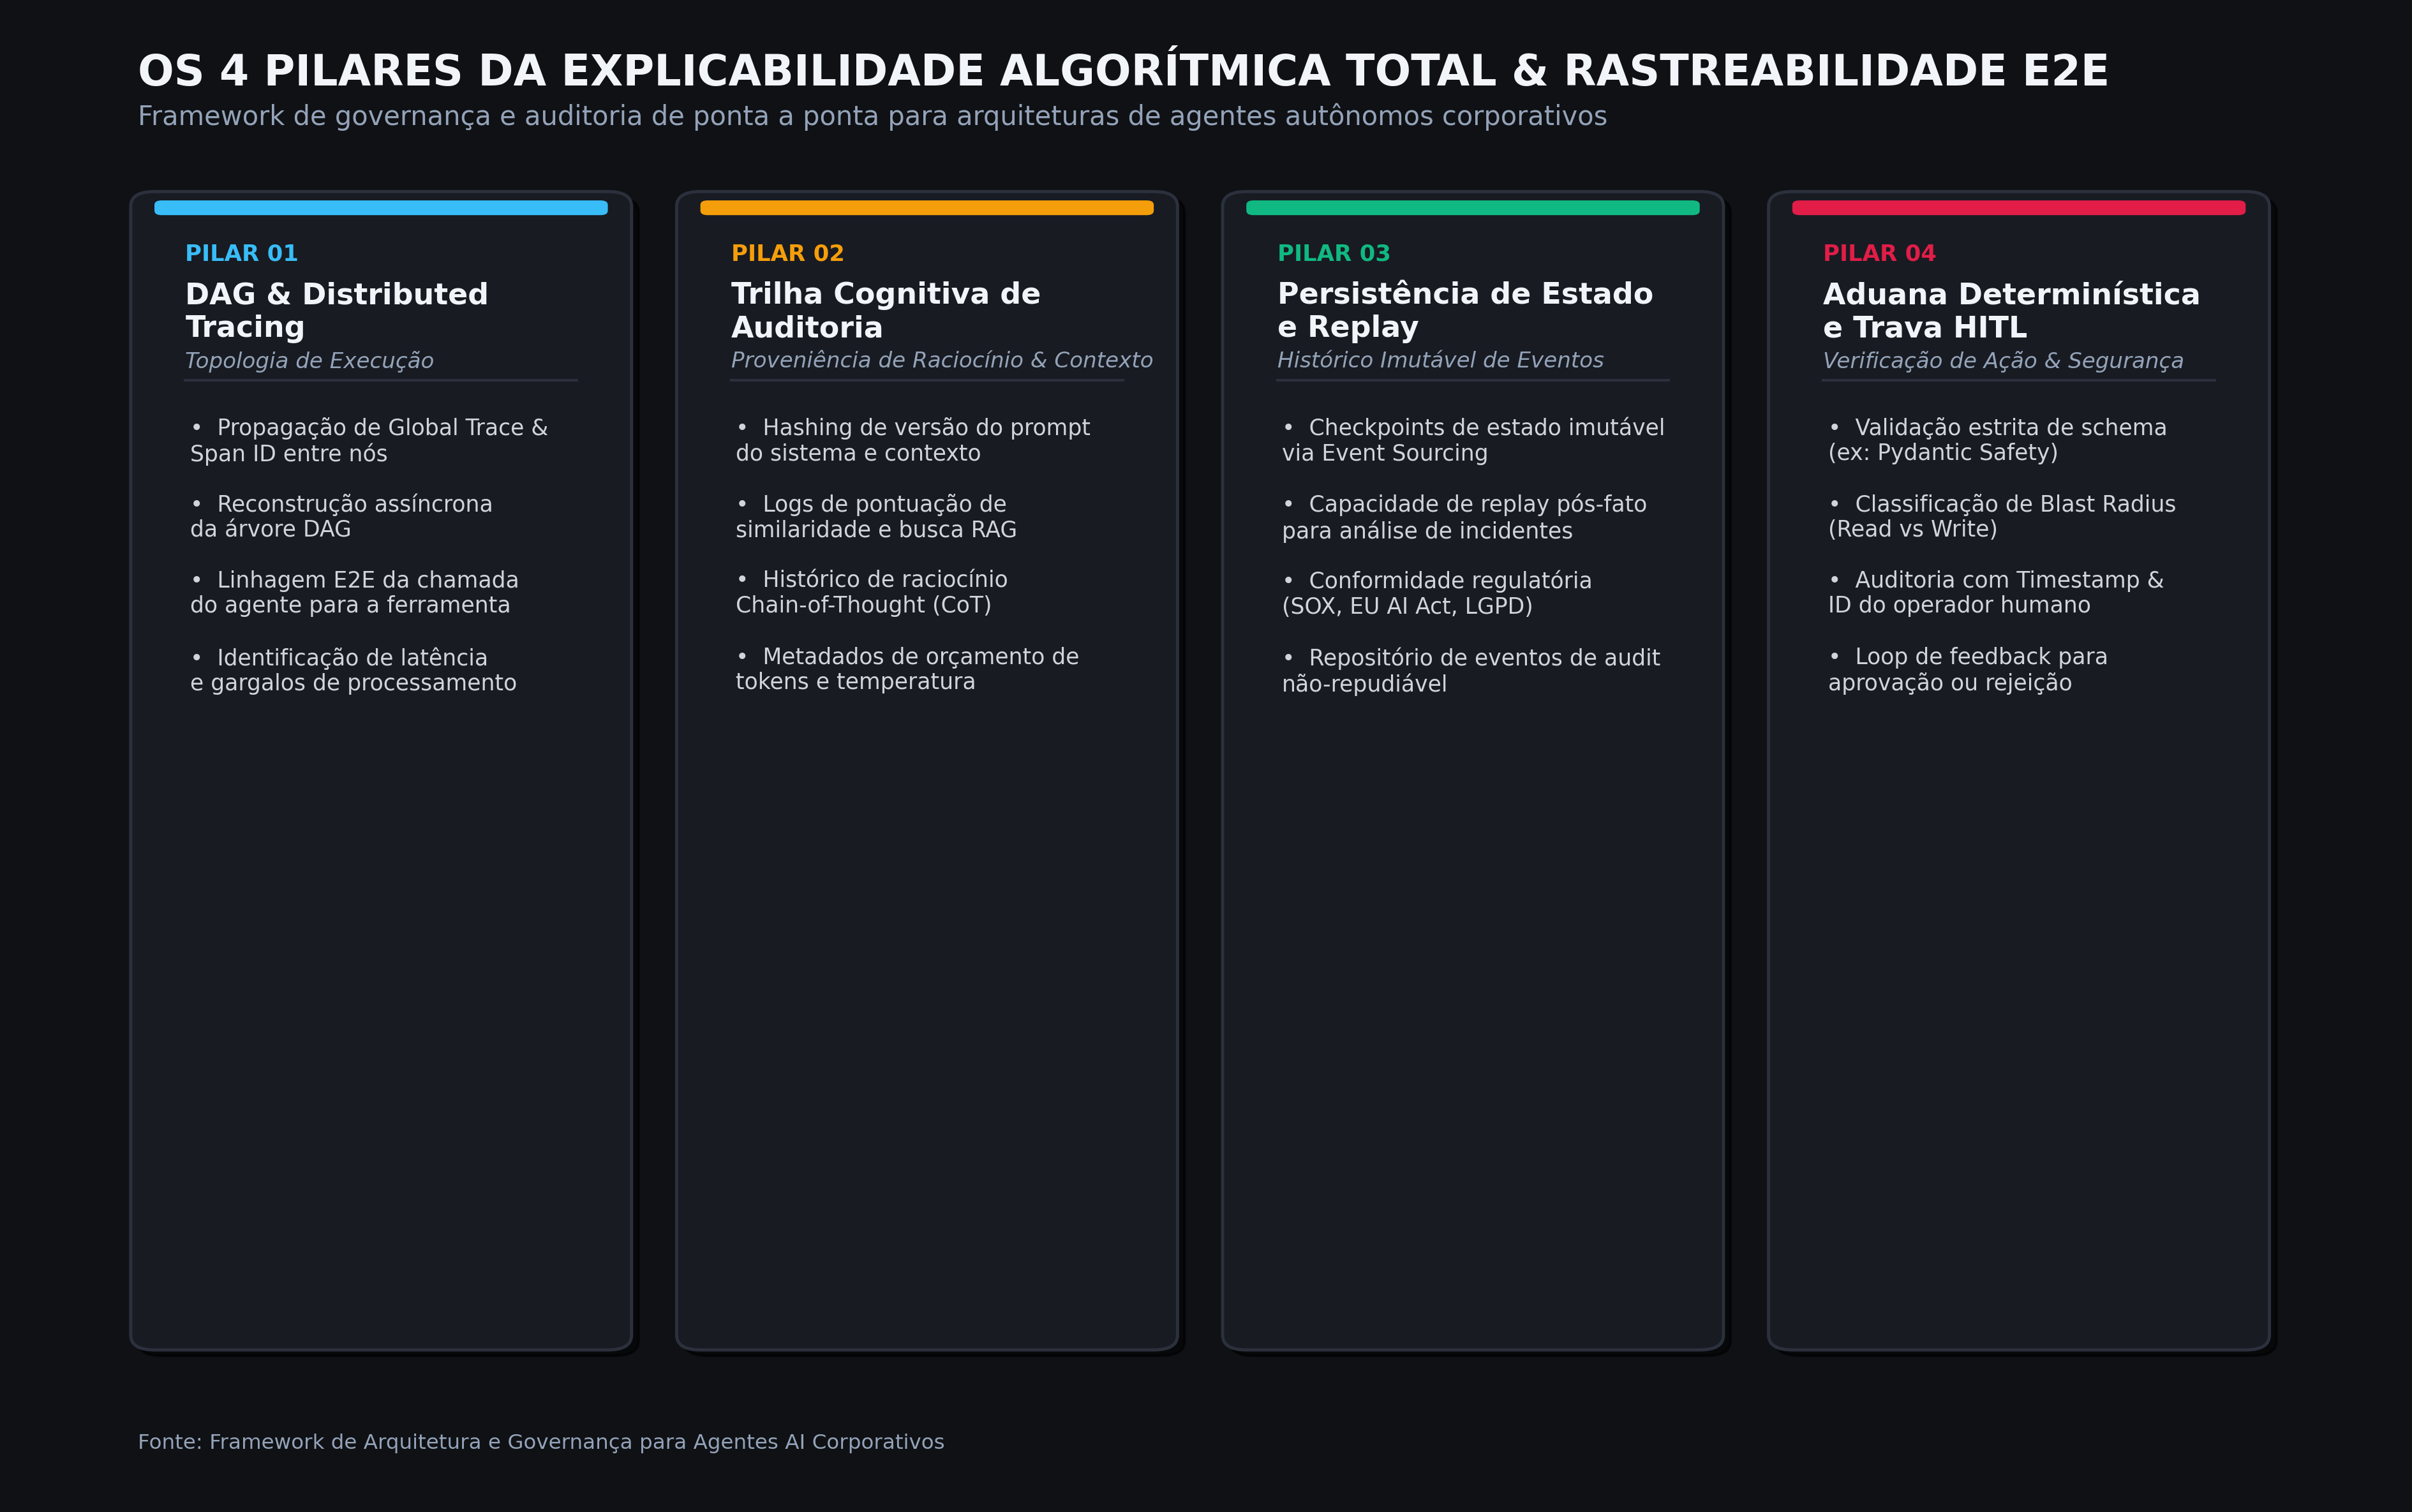 OS 4 PILARES DA EXPLICABILIDADE ALGORÍTMICA TOTAL & RASTREABILIDADE E2E
Framework de governança e auditoria de ponta a ponta para arquiteturas de agentes autônomos corporativos
PILAR 01
DAG & Distributed
Tracing
Topologia de Execução
• Propagação de Global Trace &
Span ID entre nós
• Reconstrução assíncrona
da árvore DAG
• Linhagem E2E da chamada
do agente para a ferramenta
• Identificação de latência
e gargalos de processamento
PILAR 02
Trilha Cognitiva de
Auditoria
Proveniência de Raciocínio & Contexto
• Hashing de versão do prompt
do sistema e contexto
• Logs de pontuação de
similaridade e busca RAG
• Histórico de raciocínio
Chain-of-Thought (CoT)
• Metadados de orçamento de
tokens e temperatura
PILAR 03
Persistência de Estado
e Replay
Histórico Imutável de Eventos
• Checkpoints de estado imutável
via Event Sourcing
• Capacidade de replay pós-fato
para análise de incidentes
• Conformidade regulatória
(SOX, EU AI Act, LGPD)
• Repositório de eventos de audit
não-repudiável
PILAR 04
Aduana Determinística
e Trava HITL
Verificação de Ação & Segurança
• Validação estrita de schema
(ex: Pydantic Safety)
• Classificação de Blast Radius
(Read vs Write)
• Auditoria com Timestamp &
ID do operador humano
• Loop de feedback para
aprovação ou rejeição
Fonte: Framework de Arquitetura e Governança para Agentes AI Corporativos